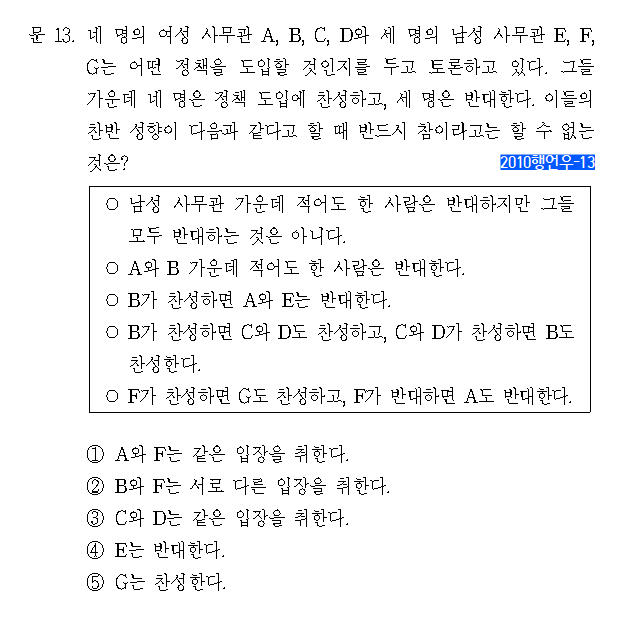 문 13. 네 명의 여성 사무관 A, B, C, D와 세 명의 남성 사무관 E, F,
G는 어떤 정책을 도입할 것인지를 두고 토론하고 있다. 그들
가운데 네 명은 정책 도입에 찬성하고, 세 명은 반대한다. 이들의
찬반 성향이 다음과 같다고 할 때 반드시 참이라고는 할 수 없는
것은? 2010행언우-13
○ 남성 사무관 가운데 적어도 한 사람은 반대하지만 그들
모두 반대하는 것은 아니다.
○ A와 B 가운데 적어도 한 사람은 반대한다.
○ B가 찬성하면 A와 E는 반대한다.
○ B가 찬성하면 C와 D도 찬성하고, C와 D가 찬성하면 B도
찬성한다.
○ F가 찬성하면 G도 찬성하고, F가 반대하면 A도 반대한다.
① A와 F는 같은 입장을 취한다.
② B와 F는 서로 다른 입장을 취한다.
③ C와 D는 같은 입장을 취한다.
④ E는 반대한다.
⑤ G는 찬성한다.